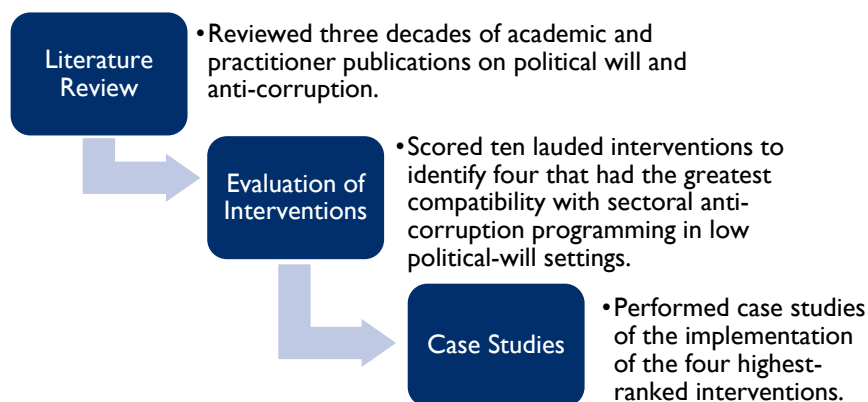 Literature
Review
•Reviewed three decades of academic and
practitioner publications on political will and
anti-corruption.
Evaluation of
Interventions
•Scored ten lauded interventions to
identify four that had the greatest
compatibility with sectoral anti-
corruption programming in low
political-will settings.
Case Studies
•Performed case studies
of the implementation
of the four highest-
ranked interventions.